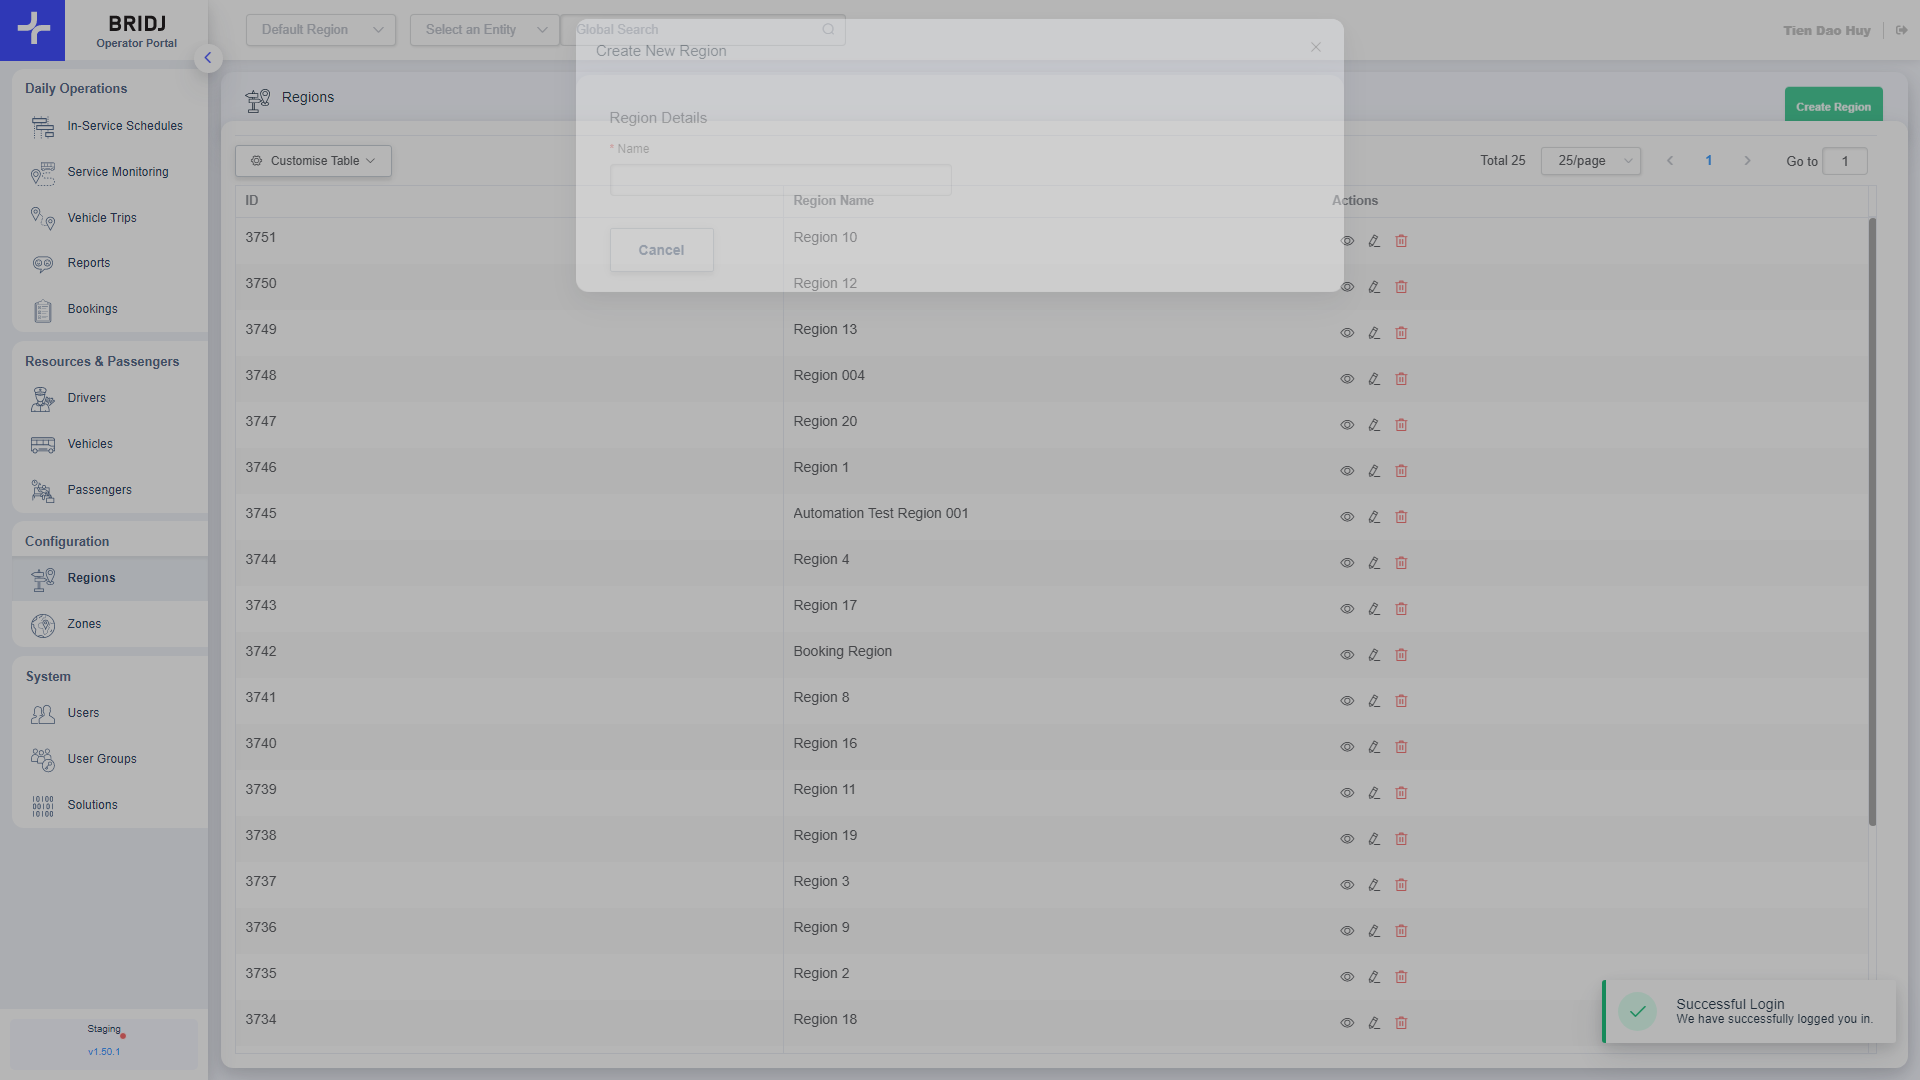 BRIDJ
Operator Portal
Default Region
Select an Entity
Global Search
Tien Dao Huy
Create New Region
Daily Operations
In-Service Schedules
Service Monitoring
Vehicle Trips
Reports
Bookings
Resources & Passengers
Drivers
Vehicles
Passengers
Configuration
Regions
Zones
System
Users
User Groups
Solutions
10100
00101
10100
Staging
v1.50.1
Regions
Create Region
Region Details
* Name
Cancel
Customise Table
Total 25
25/page
1
Go to
1
ID Region Name Actions
3751 Region 10
3750 Region 12
3749 Region 13
3748 Region 004
3747 Region 20
3746 Region 1
3745 Automation Test Region 001
3744 Region 4
3743 Region 17
3742 Booking Region
3741 Region 8
3740 Region 16
3739 Region 11
3738 Region 19
3737 Region 3
3736 Region 9
3735 Region 2
3734 Region 18
Successful Login
We have successfully logged you in.